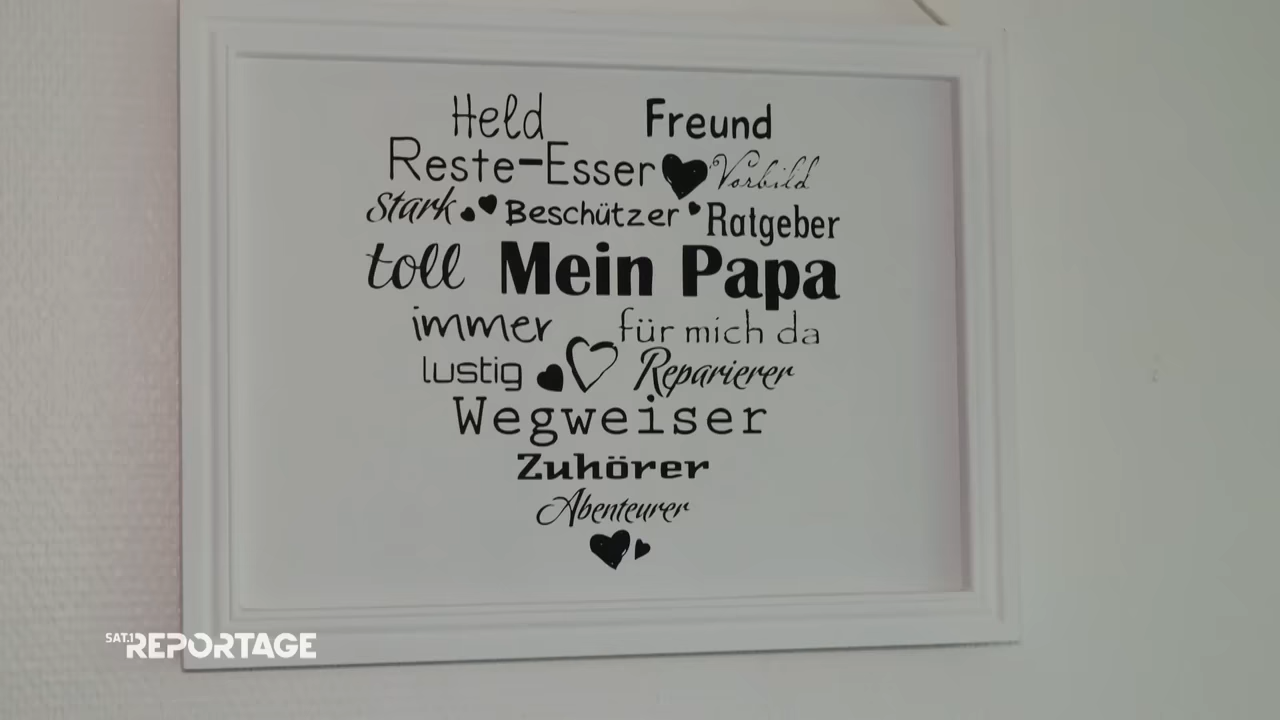 Held Freund
Reste-Esser Vorbild
Stark Beschützer Ratgeber
toll Mein Papa
immer für mich da
lustig Reparierer
Wegweiser
Zuhörer
Abenteurer
SAT.1 REPORTAGE